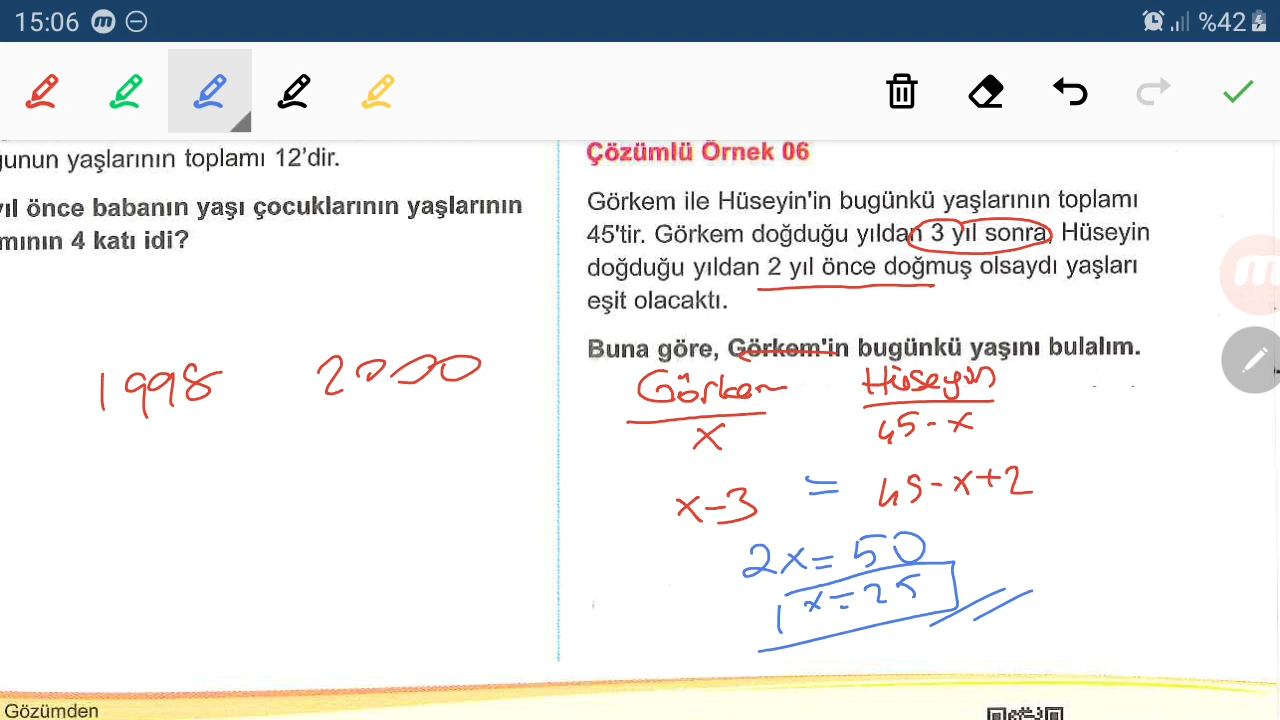 15:06
%42
gunun yaşlarının toplamı 12'dir.
yıl önce babanın yaşı çocuklarının yaşlarının
mının 4 katı idi?
1998 2000
Çözümlü Örnek 06
Görkem ile Hüseyin'in bugünkü yaşlarının toplamı
45'tir. Görkem doğduğu yıldan 3 yıl sonra, Hüseyin
doğduğu yıldan 2 yıl önce doğmuş olsaydı yaşları
eşit olacaktı.
Buna göre, Görkem'in bugünkü yaşını bulalım.
Görkem Hüseyin
x 45-x
x-3 = 45-x+2
2x=50
x=25
Gözümden